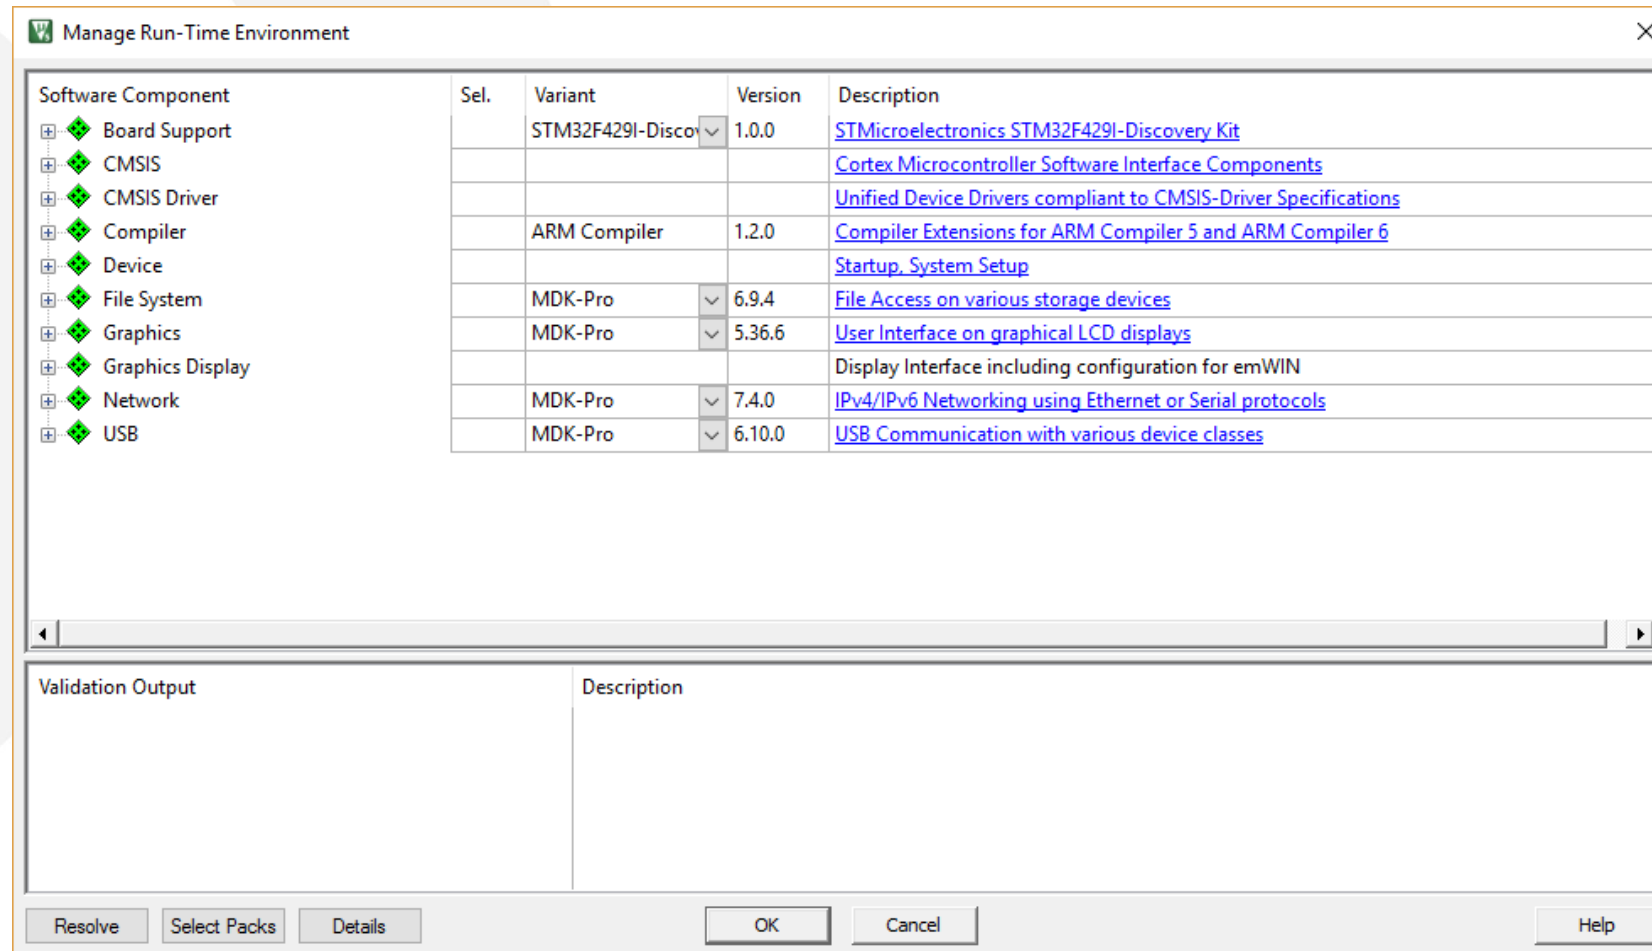 Manage Run-Time Environment
Software Component Sel. Variant Version Description
Board Support STM32F429I-Discov 1.0.0 STMicroelectronics STM32F429I-Discovery Kit
CMSIS Cortex Microcontroller Software Interface Components
CMSIS Driver Unified Device Drivers compliant to CMSIS-Driver Specifications
Compiler ARM Compiler 1.2.0 Compiler Extensions for ARM Compiler 5 and ARM Compiler 6
Device Startup, System Setup
File System MDK-Pro 6.9.4 File Access on various storage devices
Graphics MDK-Pro 5.36.6 User Interface on graphical LCD displays
Graphics Display Display Interface including configuration for emWIN
Network MDK-Pro 7.4.0 IPv4/IPv6 Networking using Ethernet or Serial protocols
USB MDK-Pro 6.10.0 USB Communication with various device classes
Validation Output Description
Resolve Select Packs Details OK Cancel Help